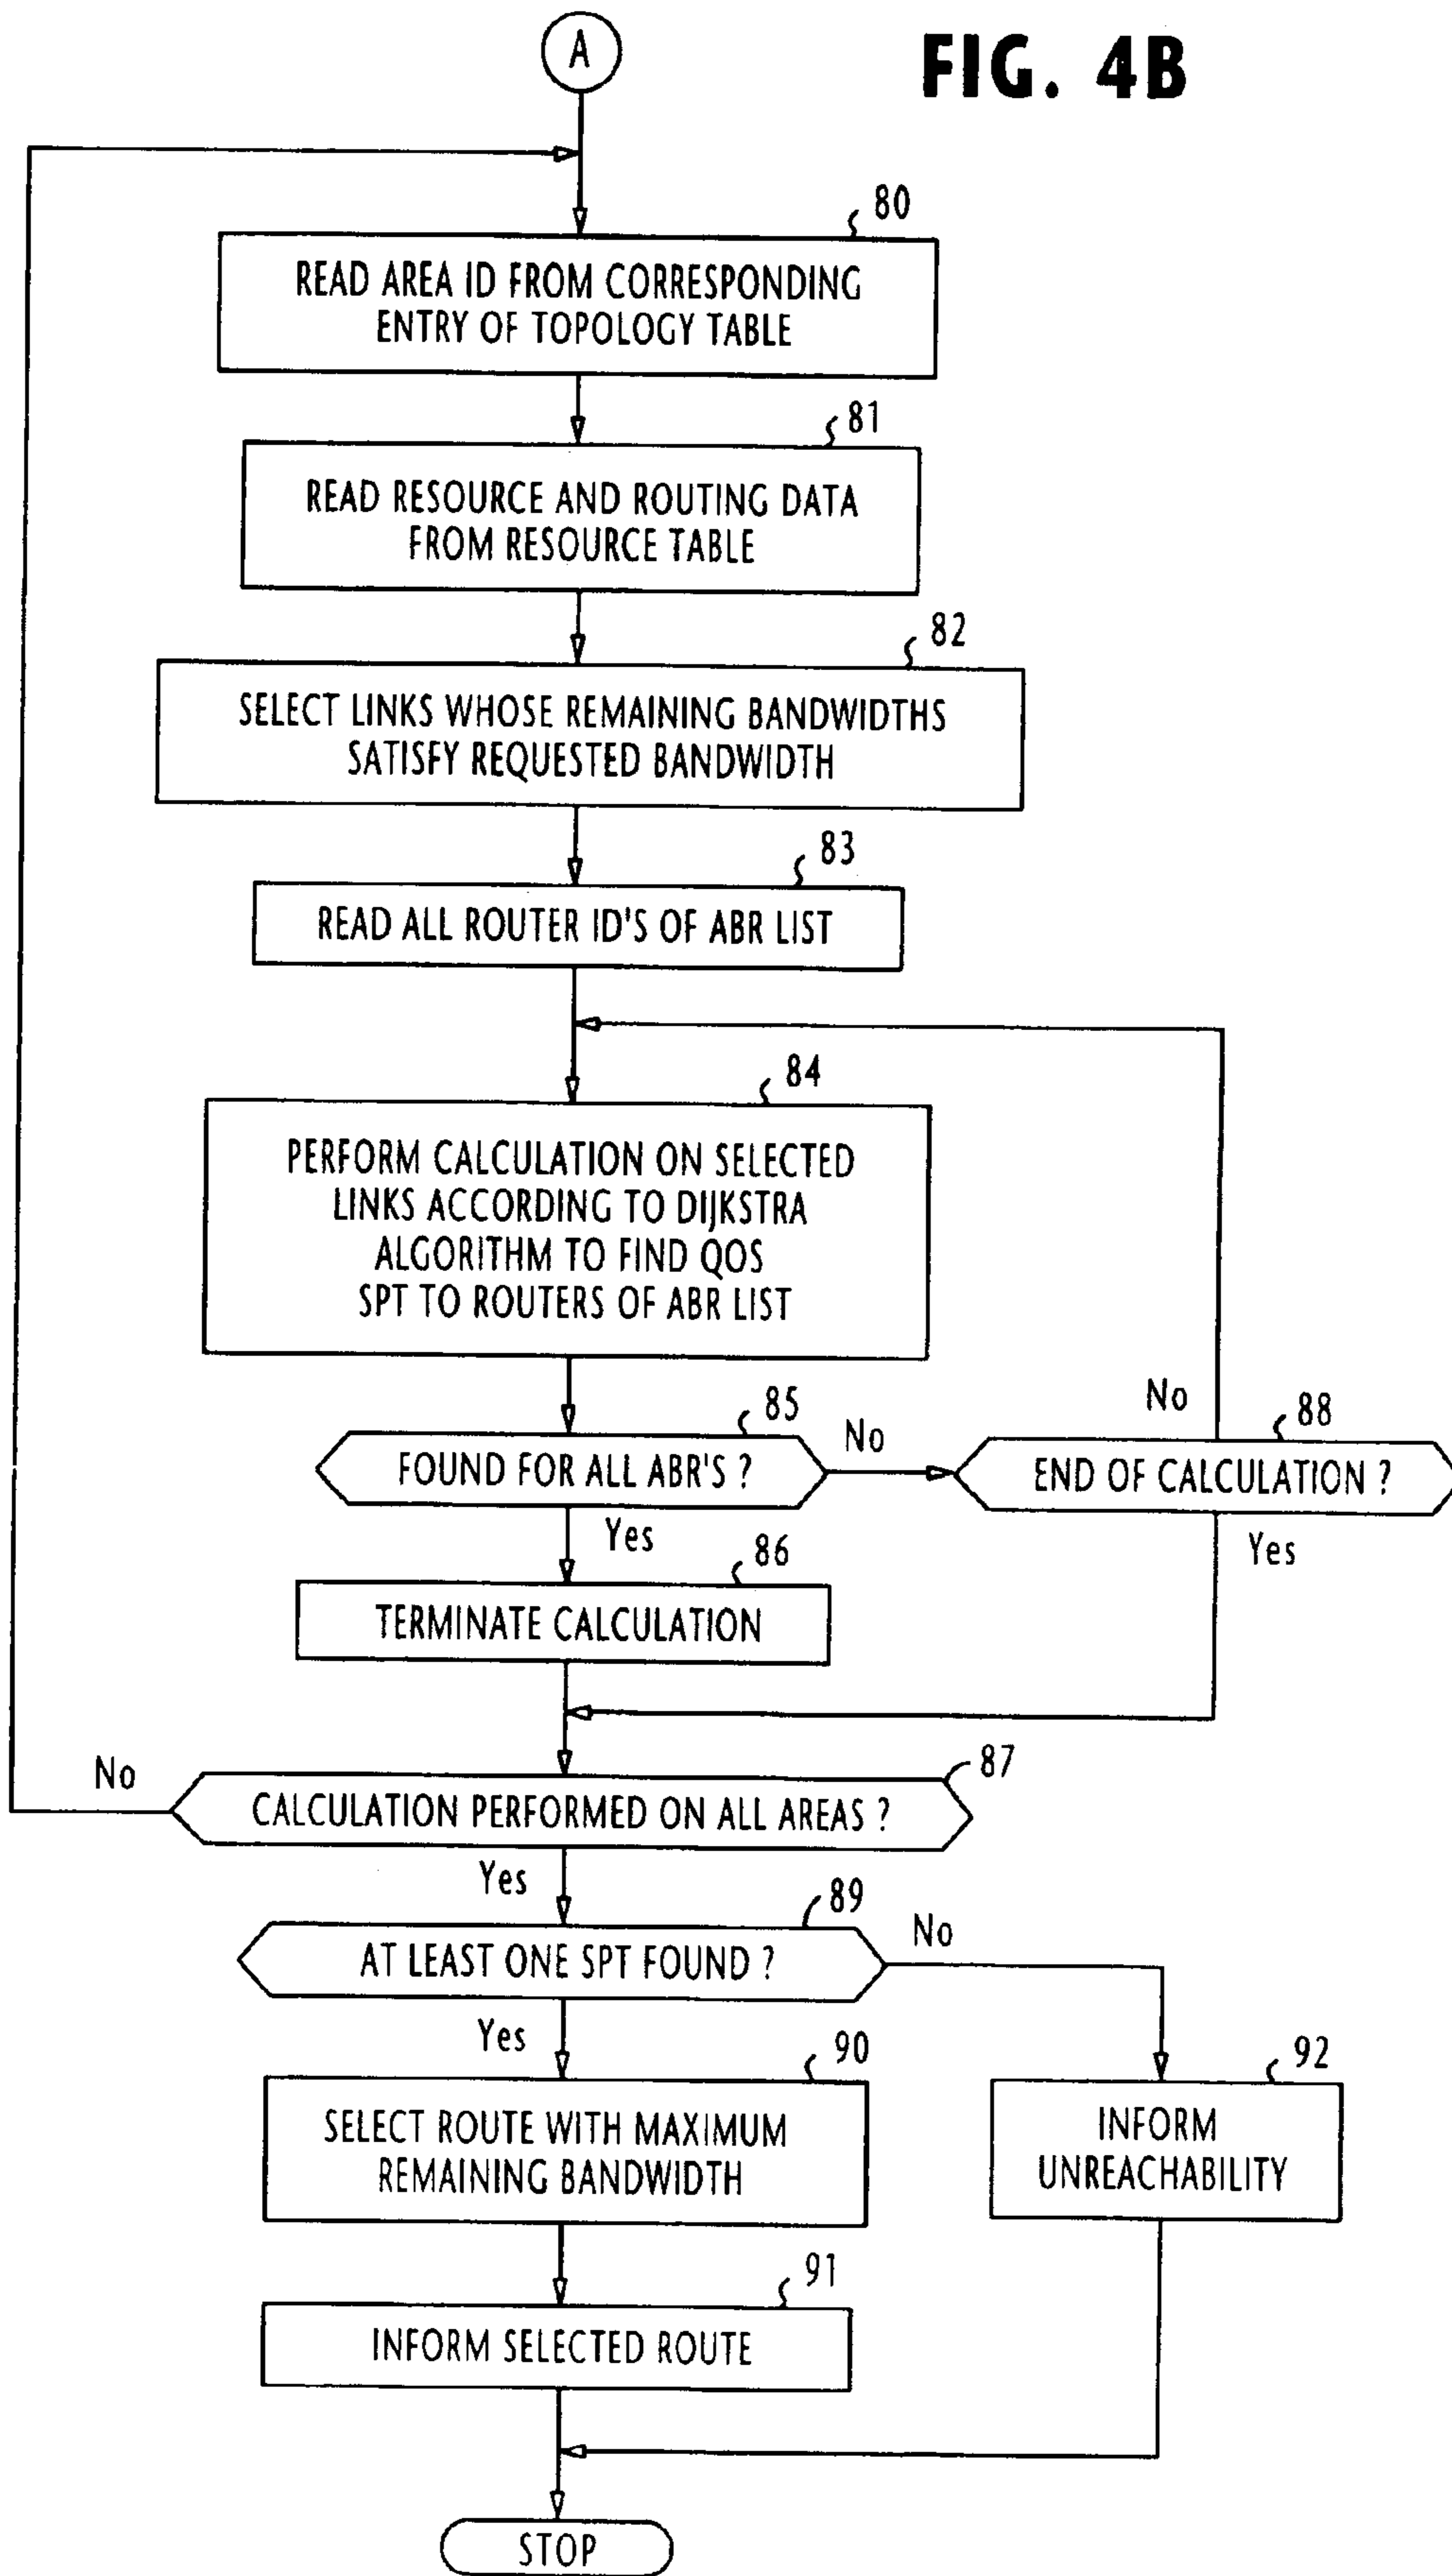 A
FIG. 4B
80
READ AREA ID FROM CORRESPONDING
ENTRY OF TOPOLOGY TABLE
81
READ RESOURCE AND ROUTING DATA
FROM RESOURCE TABLE
82
SELECT LINKS WHOSE REMAINING BANDWIDTHS
SATISFY REQUESTED BANDWIDTH
83
READ ALL ROUTER ID'S OF ABR LIST
84
PERFORM CALCULATION ON SELECTED
LINKS ACCORDING TO DIJKSTRA
ALGORITHM TO FIND QOS
SPT TO ROUTERS OF ABR LIST
85
FOUND FOR ALL ABR'S ?
No
No
88
END OF CALCULATION ?
Yes
Yes
86
TERMINATE CALCULATION
No
87
CALCULATION PERFORMED ON ALL AREAS ?
Yes
89
AT LEAST ONE SPT FOUND ?
No
Yes
90
SELECT ROUTE WITH MAXIMUM
REMAINING BANDWIDTH
92
INFORM
UNREACHABILITY
91
INFORM SELECTED ROUTE
STOP